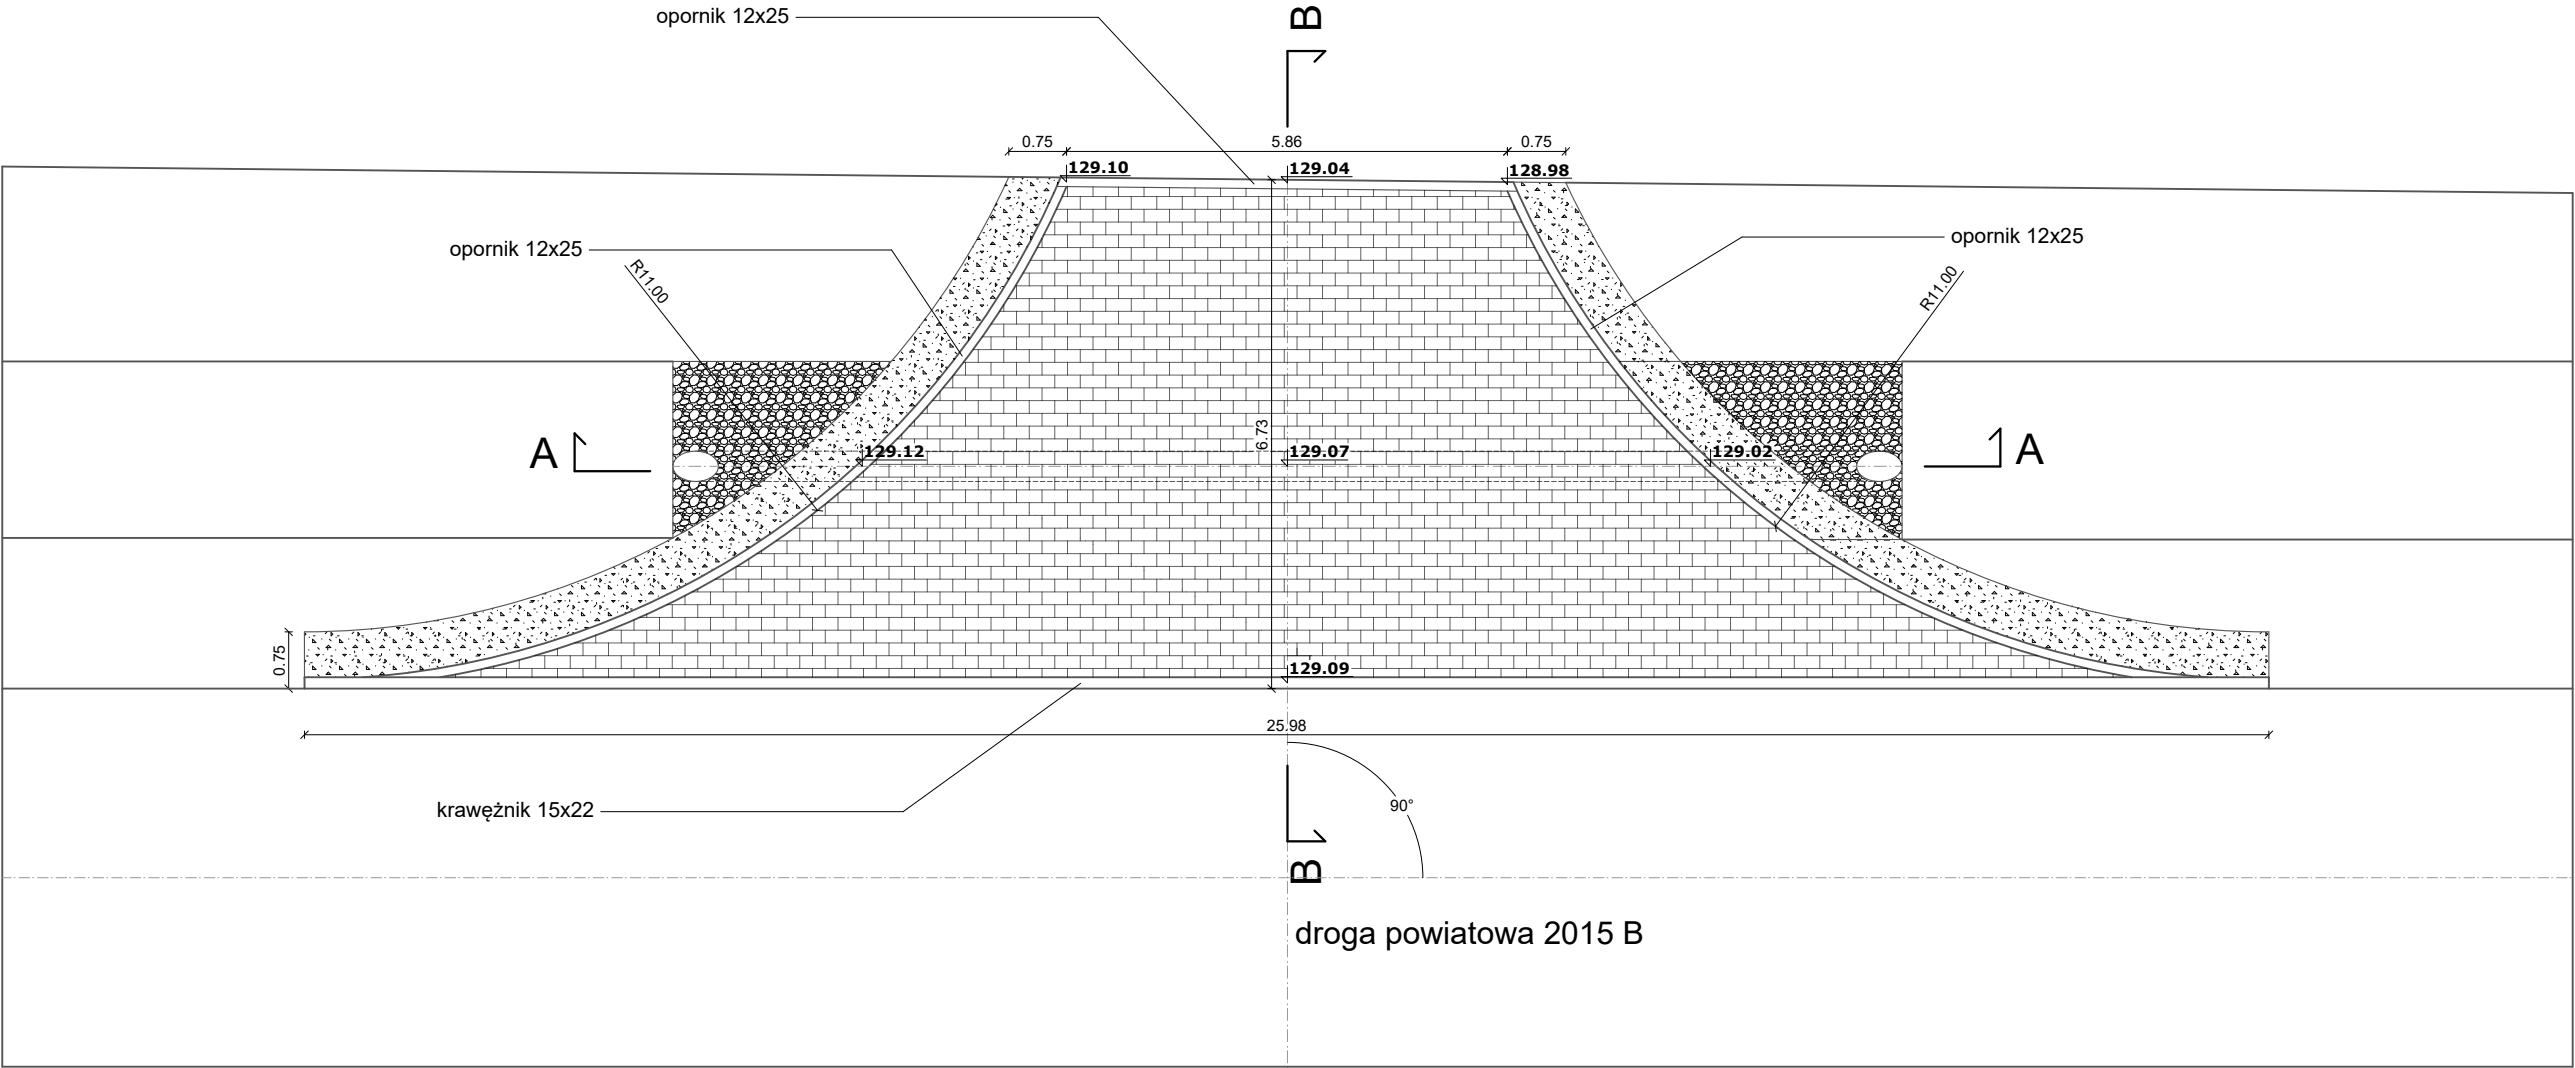 opornik 12x25
B
0.75
5.86
0.75
129.10
129.04
128.98
opornik 12x25
opornik 12x25
R11.00
R11.00
A
129.12
6.73
129.07
129.02
A
0.75
129.09
25.98
krawężnik 15x22
90°
B
droga powiatowa 2015 B